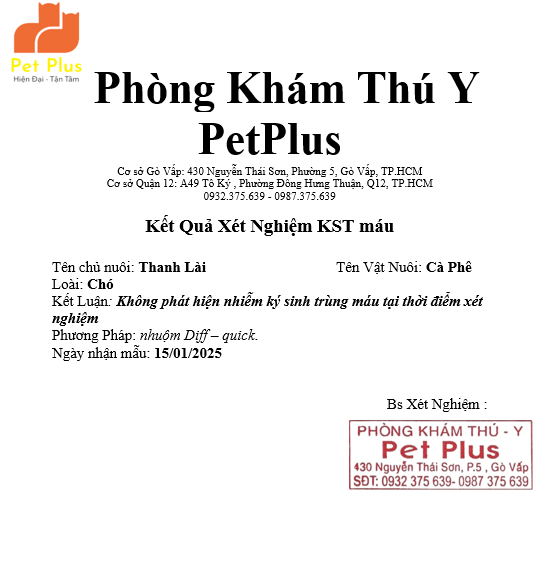 Pet Plus
Hiện Đại - Tận Tâm
Phòng Khám Thú Y
PetPlus
Cơ sở Gò Vấp: 430 Nguyễn Thái Sơn, Phường 5, Gò Vấp, TP.HCM
Cơ sở Quận 12: A49 Tô Ký , Phường Đông Hưng Thuận, Q12, TP.HCM
0932.375.639 - 0987.375.639
Kết Quả Xét Nghiệm KST máu
Tên chủ nuôi: Thanh Lài Tên Vật Nuôi: Cà Phê
Loài: Chó
Kết Luận: Không phát hiện nhiễm ký sinh trùng máu tại thời điểm xét
nghiệm
Phương Pháp: nhuộm Diff – quick.
Ngày nhận mẫu: 15/01/2025
Bs Xét Nghiệm :
PHÒNG KHÁM THÚ - Y
Pet Plus
430 Nguyễn Thái Sơn, P.5 , Gò Vấp
SĐT: 0932 375 639- 0987 375 639